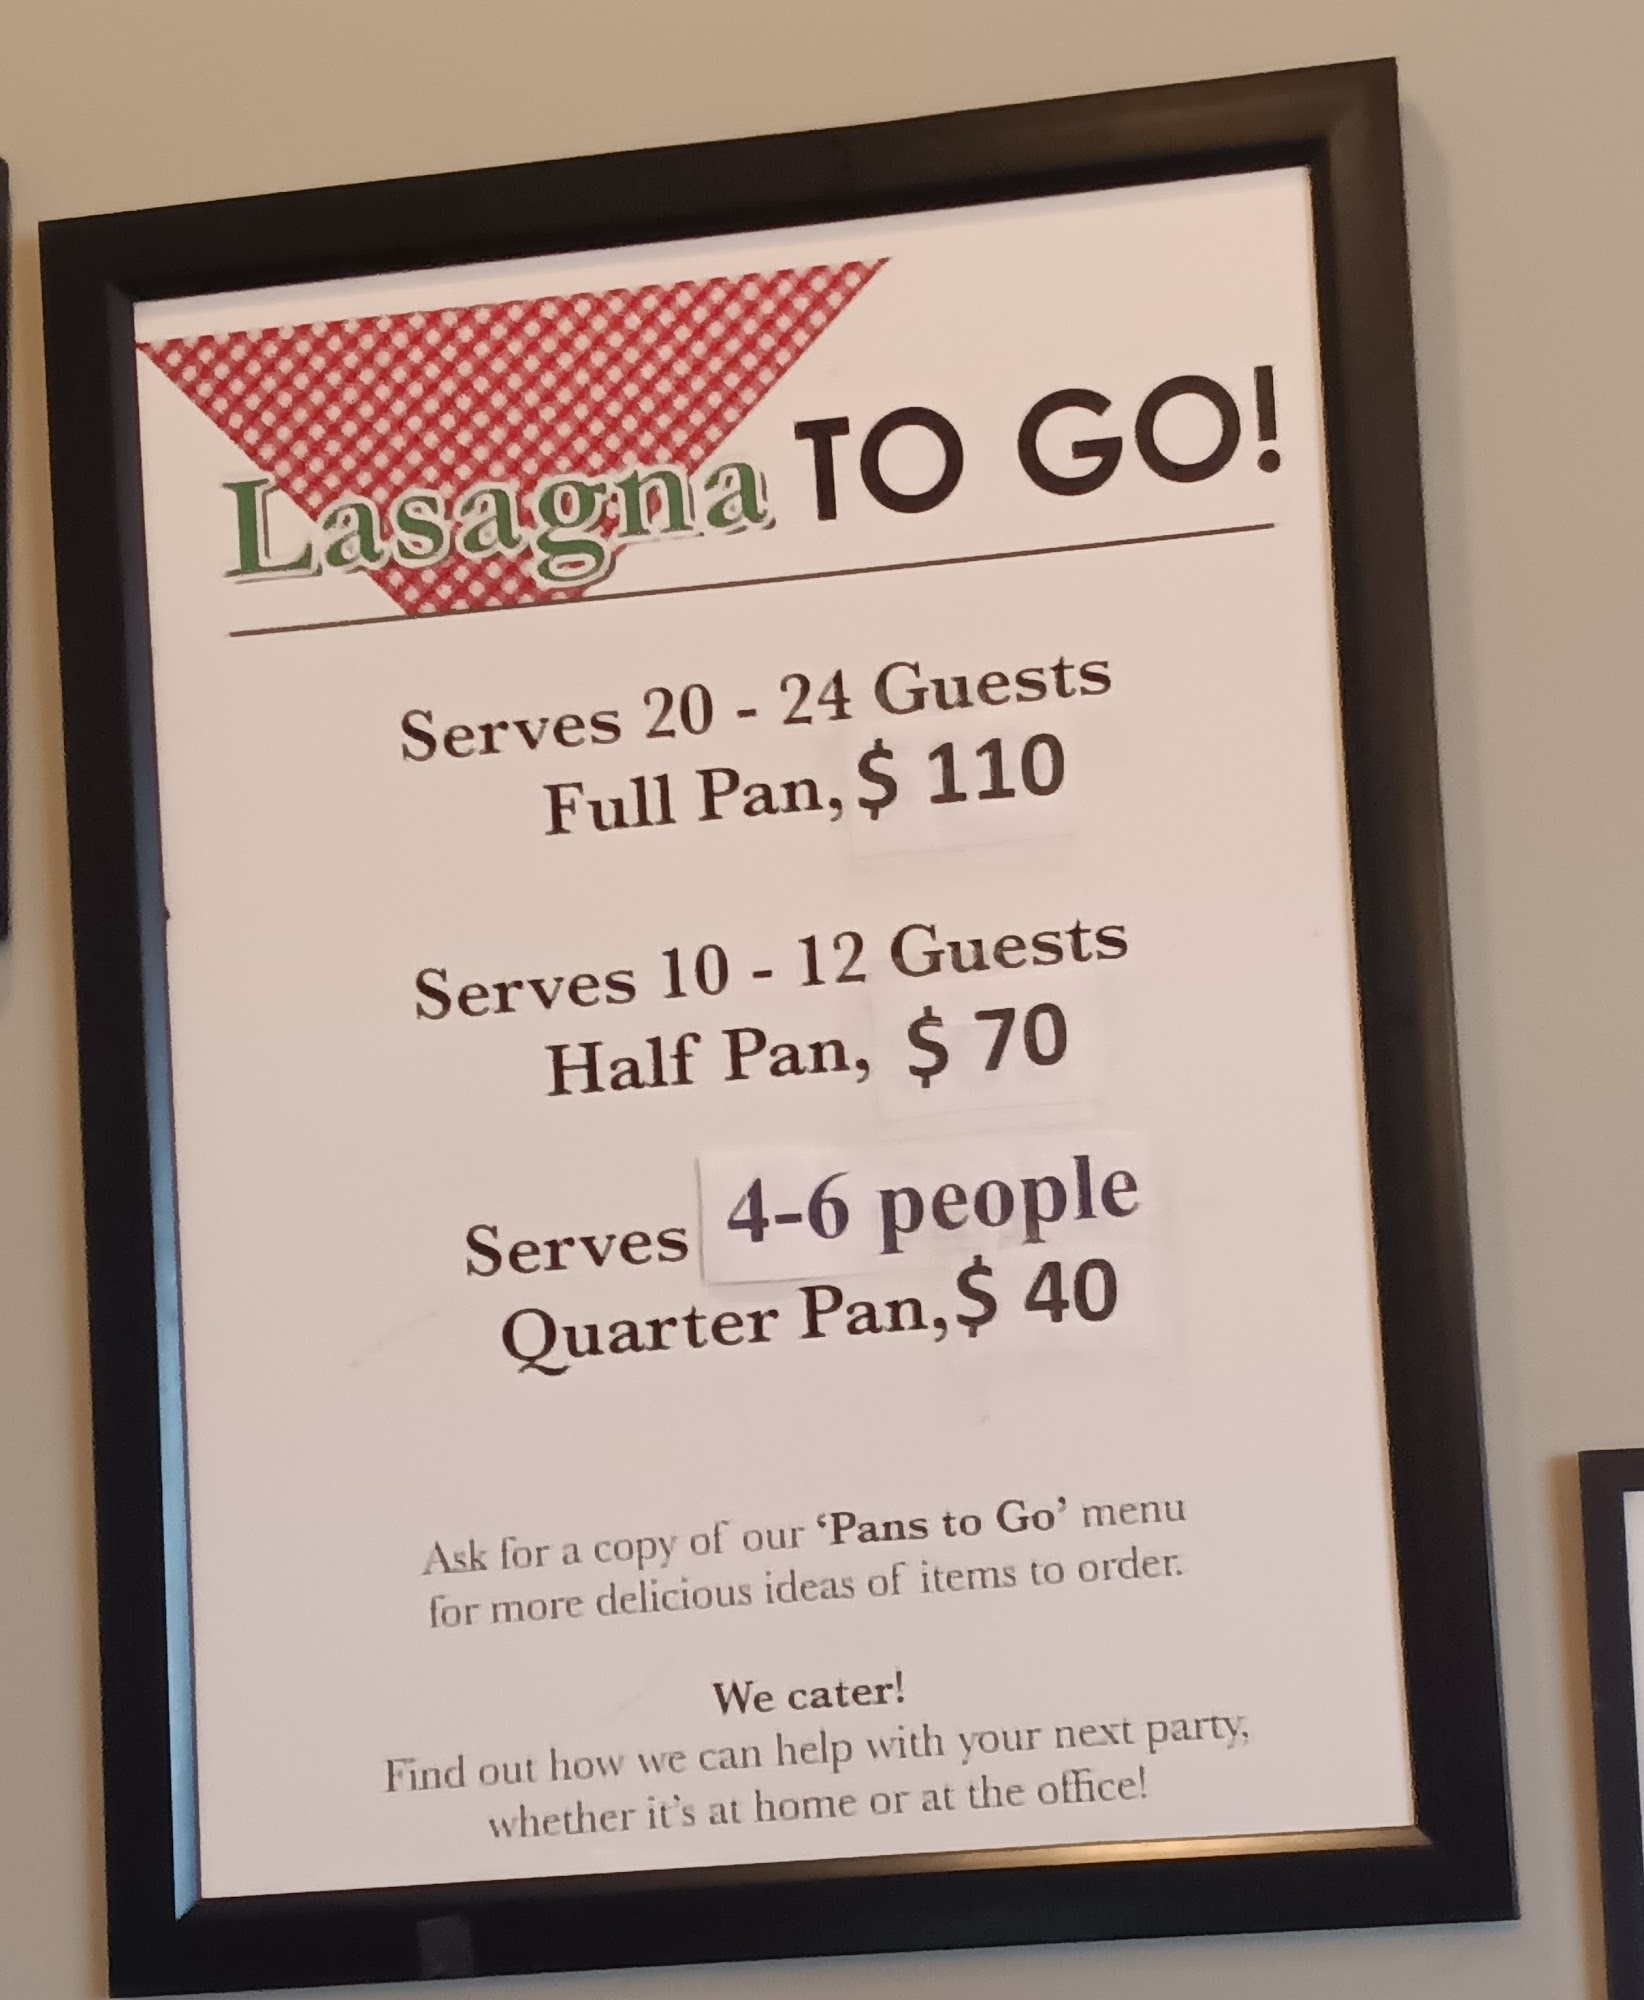 Lasagna TO GO!
Serves 20 - 24 Guests
Full Pan, $ 110
Serves 10 - 12 Guests
Half Pan, $ 70
Serves 4-6 people
Quarter Pan, $ 40
Ask for a copy of our ‘Pans to Go’ menu
for more delicious ideas of items to order.
We cater!
Find out how we can help with your next party,
whether it's at home or at the office!